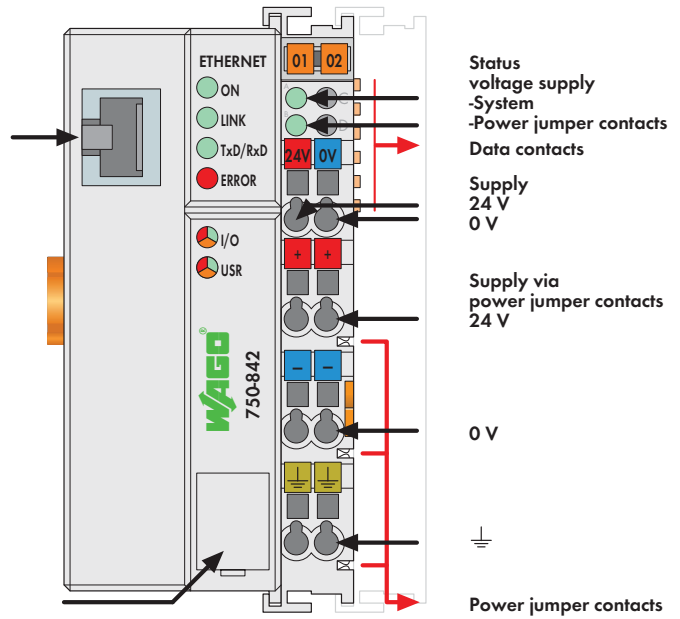 ETHERNET
ON
LINK
TxD/RxD
ERROR
I/O
USR
WAGO
®
750-842
01 02
A
C
B
D
24V 0V
+ +
– –
Status
voltage supply
-System
-Power jumper contacts
Data contacts
Supply
24 V
0 V
Supply via
power jumper contacts
24 V
0 V
Power jumper contacts